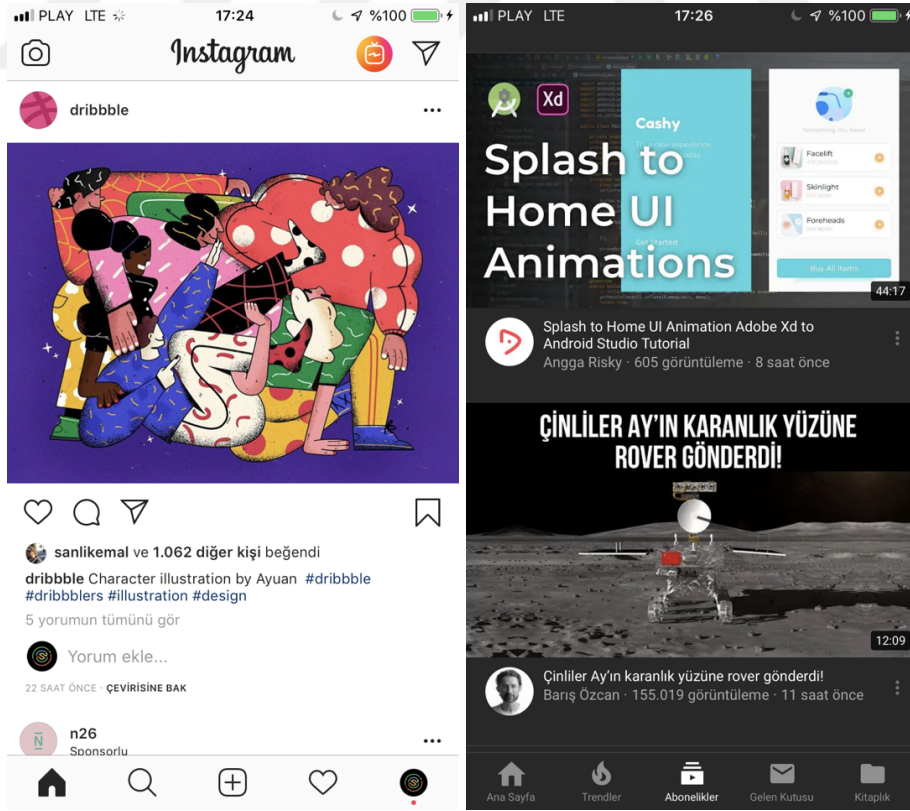 PLAY LTE 17:24 %100
Instagram
dribbble
sanlikemal ve 1.062 diğer kişi beğendi
dribbble Character illustration by Ayuan #dribbble
#dribbblers #illustration #design
5 yorumun tümünü gör
Yorum ekle...
22 SAAT ÖNCE · ÇEVİRİSİNE BAK
N
n26
Sponsorlu
PLAY LTE 17:26 %100
Xd
Cashy
Splash to
Home UI
Animations
Get Started
Something You Need
Facelift
Skinlight
Foreheads
Buy All Items
44:17
Splash to Home UI Animation Adobe Xd to
Android Studio Tutorial
Angga Risky · 605 görüntüleme · 8 saat önce
ÇİNLİLER AY'IN KARANLIK YÜZÜNE
ROVER GÖNDERDİ!
12:09
Çinliler Ay'ın karanlık yüzüne rover gönderdi!
Barış Özcan · 155.019 görüntüleme · 11 saat önce
Ana Sayfa
Trendler
Abonelikler
Gelen Kutusu
Kitaplık